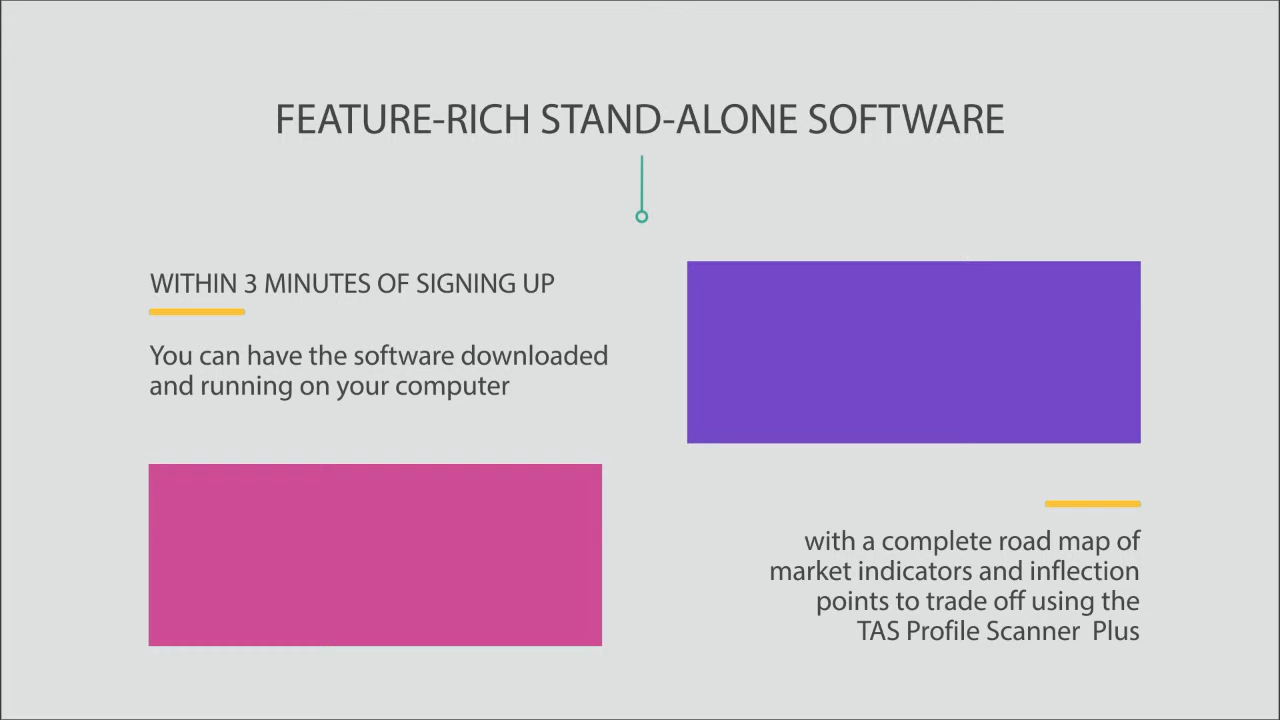 FEATURE-RICH STAND-ALONE SOFTWARE
WITHIN 3 MINUTES OF SIGNING UP
You can have the software downloaded
and running on your computer
with a complete road map of
market indicators and inflection
points to trade off using the
TAS Profile Scanner  Plus